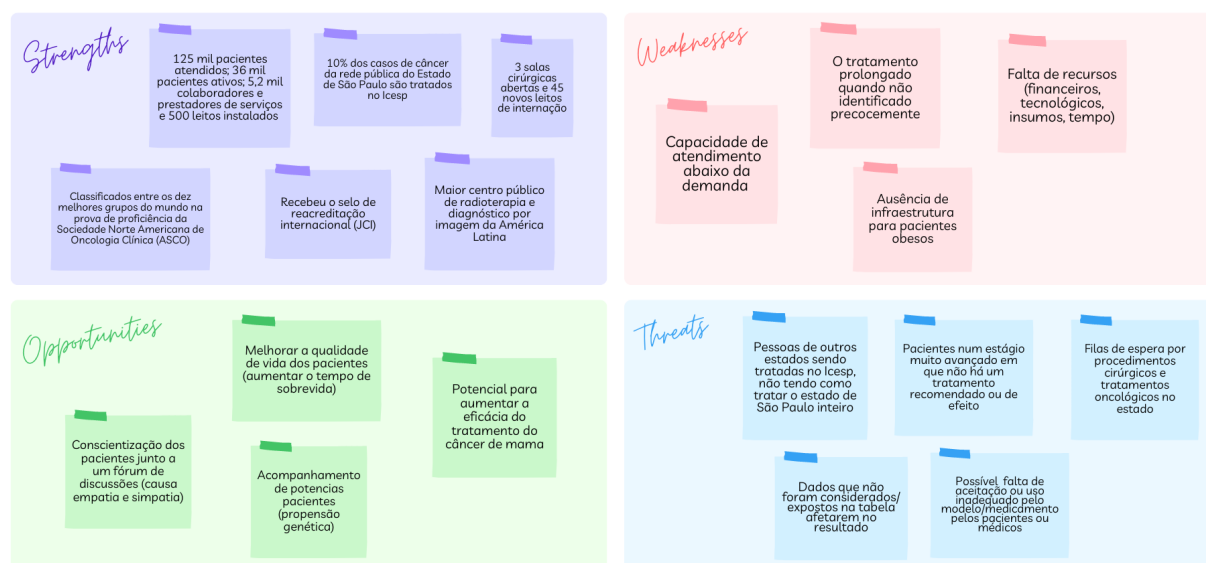 Strengths
125 mil pacientes
atendidos; 36 mil
pacientes ativos; 5,2 mil
colaboradores e
prestadores de serviços
e 500 leitos instalados
10% dos casos de câncer
da rede pública do Estado
de São Paulo são tratados
no Icesp
3 salas
cirúrgicas
abertas e 45
novos leitos
de internação
Classificados entre os dez
melhores grupos do mundo na
prova de proficiência da
Sociedade Norte Americana de
Oncologia Clínica (ASCO)
Recebeu o selo de
reacreditação
internacional (JCI)
Maior centro público
de radioterapia e
diagnóstico por
imagem da América
Latina
Weaknesses
Capacidade de
atendimento
abaixo da
demanda
O tratamento
prolongado
quando não
identificado
precocemente
Falta de recursos
(financeiros,
tecnológicos,
insumos, tempo)
Ausência de
infraestrutura
para pacientes
obesos
Opportunities
Melhorar a qualidade
de vida dos pacientes
(aumentar o tempo de
sobrevida)
Potencial para
aumentar a
eficácia do
tratamento do
câncer de mama
Conscientização dos
pacientes junto a
um fórum de
discussões (causa
empatia e simpatia)
Acompanhamento
de potencias
pacientes
(propensão
genética)
Threats
Pessoas de outros
estados sendo
tratadas no Icesp,
não tendo como
tratar o estado de
São Paulo inteiro
Pacientes num estágio
muito avançado em
que não há um
tratamento
recomendado ou de
efeito
Filas de espera por
procedimentos
cirúrgicos e
tratamentos
oncológicos no
estado
Dados que não
foram considerados/
expostos na tabela
afetarem no
resultado
Possível falta de
aceitação ou uso
inadequado pelo
modelo/medicamento
pelos pacientes ou
médicos